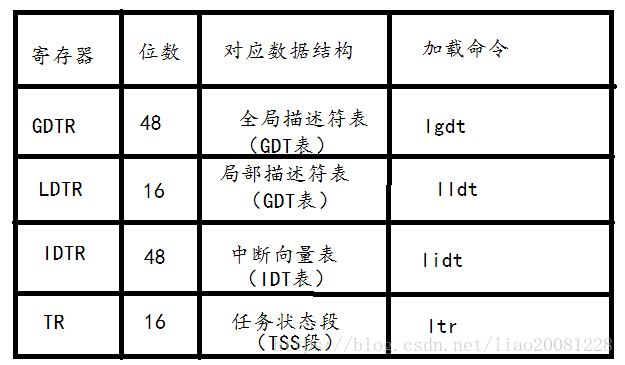 寄存器 位数 对应数据结构 加载命令
GDTR 48 全局描述符表 lgdt
(GDT表)
LDTR 16 局部描述符表 lldt
(GDT表)
IDTR 48 中断向量表 lidt
(IDT表)
TR 16 任务状态段 ltr
(TSS段)
https://blog.csdn.net/liao20081228